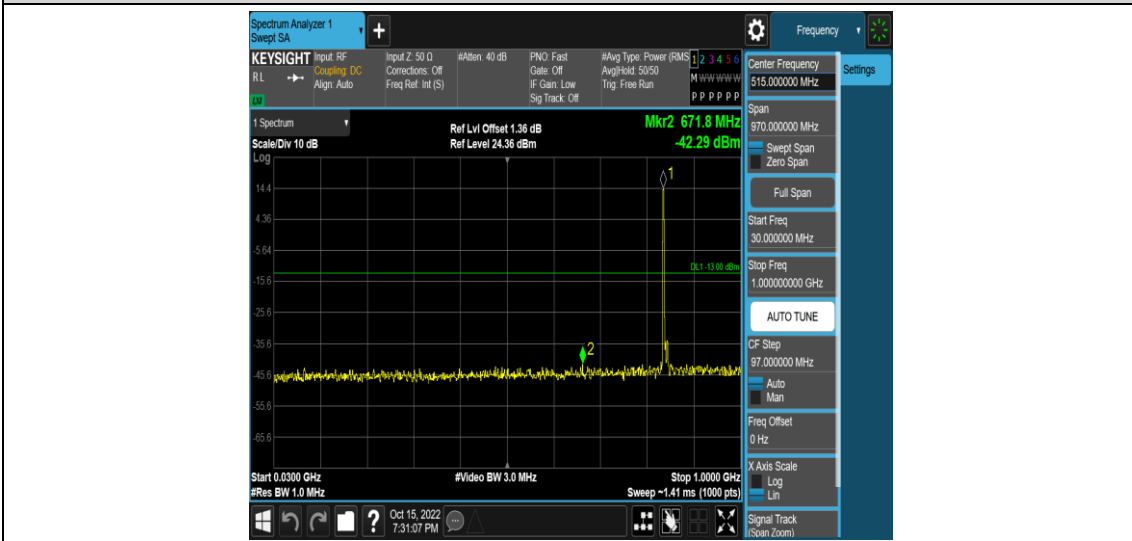 Spectrum Analyzer 1
Swept SA
+
Frequency
KEYSIGHT
RL
LXI
Input: RF
Coupling: DC
Align: Auto
Input Z: 50 Ω
Corrections: Off
Freq Ref: Int (S)
#Atten: 40 dB
PNO: Fast
Gate: Off
IF Gain: Low
Sig Track: Off
#Avg Type: Power (RMS
Avg|Hold: 50/50
Trig: Free Run
1 2 3 4 5 6
M W W W W W
P P P P P P
1 Spectrum
Scale/Div 10 dB
Log
Ref Lvl Offset 1.36 dB
Ref Level 24.36 dBm
Mkr2 671.8 MHz
-42.29 dBm
14.4
4.36
-5.64
-15.6
-25.6
-35.6
-45.6
-55.6
-65.6
1
DL1 -13.00 dBm
2
Start 0.0300 GHz
#Res BW 1.0 MHz
#Video BW 3.0 MHz
Stop 1.0000 GHz
Sweep ~1.41 ms (1000 pts)
Center Frequency
515.000000 MHz
Settings
Span
970.000000 MHz
Swept Span
Zero Span
Full Span
Start Freq
30.000000 MHz
Stop Freq
1.000000000 GHz
AUTO TUNE
CF Step
97.000000 MHz
Auto
Man
Freq Offset
0 Hz
X Axis Scale
Log
Lin
Signal Track
(Span Zoom)
?
Oct 15, 2022
7:31:07 PM